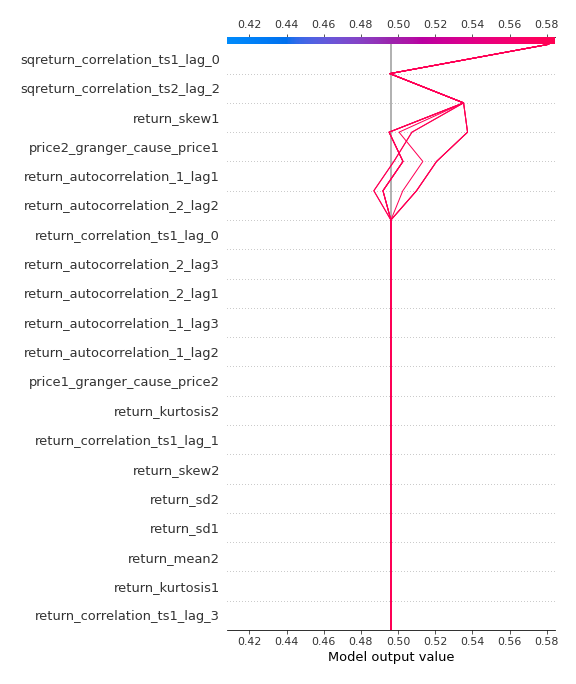 0.42 0.44 0.46 0.48 0.50 0.52 0.54 0.56 0.58
sqreturn_correlation_ts1_lag_0
sqreturn_correlation_ts2_lag_2
return_skew1
price2_granger_cause_price1
return_autocorrelation_1_lag1
return_autocorrelation_2_lag2
return_correlation_ts1_lag_0
return_autocorrelation_2_lag3
return_autocorrelation_2_lag1
return_autocorrelation_1_lag3
return_autocorrelation_1_lag2
price1_granger_cause_price2
return_kurtosis2
return_correlation_ts1_lag_1
return_skew2
return_sd2
return_sd1
return_mean2
return_kurtosis1
return_correlation_ts1_lag_3
0.42 0.44 0.46 0.48 0.50 0.52 0.54 0.56 0.58
Model output value